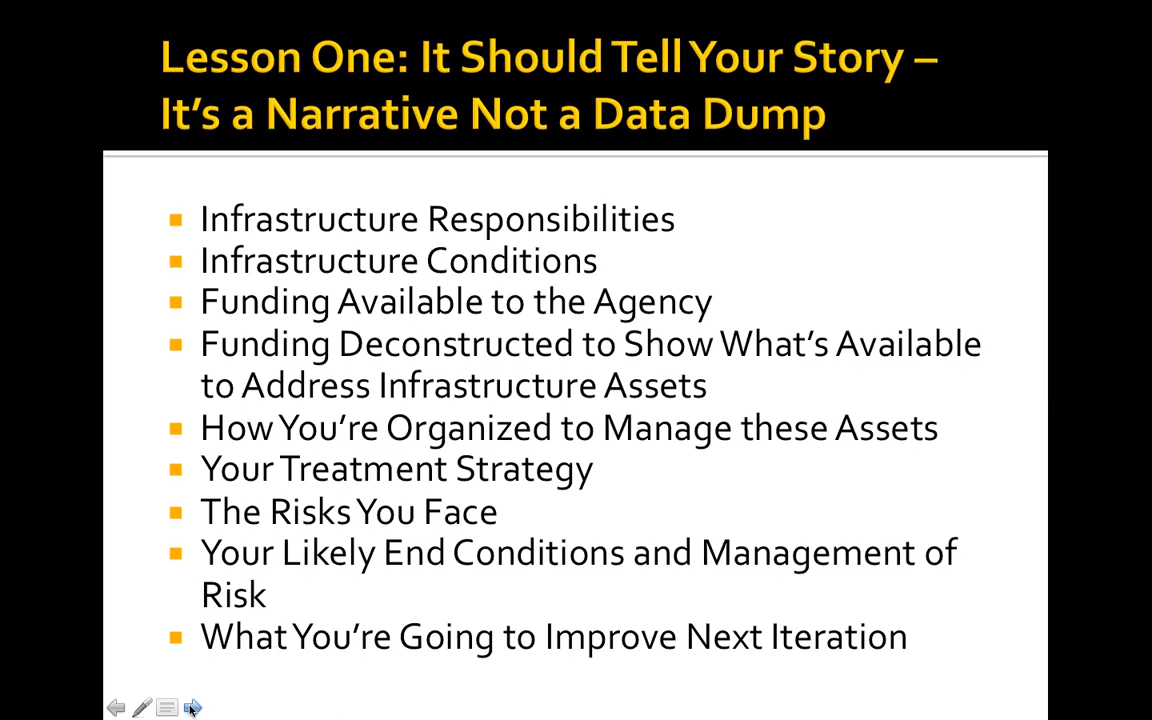 Lesson One: It Should Tell Your Story –
It's a Narrative Not a Data Dump
Infrastructure Responsibilities
Infrastructure Conditions
Funding Available to the Agency
Funding Deconstructed to Show What's Available
to Address Infrastructure Assets
How You're Organized to Manage these Assets
Your Treatment Strategy
The Risks You Face
Your Likely End Conditions and Management of
Risk
What You're Going to Improve Next Iteration